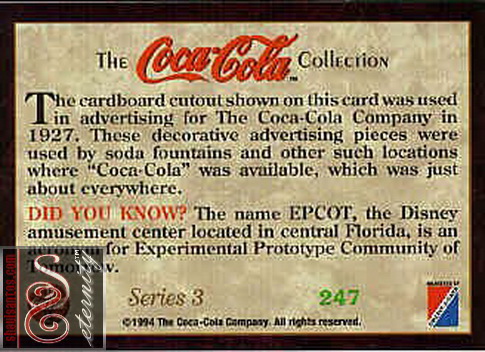 The Coca-Cola Collection
The cardboard cutout shown on this card was used
in advertising for The Coca-Cola Company in
1927. These decorative advertising pieces were
used by soda fountains and other such locations
where "Coca-Cola" was available, which was just
about everywhere.
DID YOU KNOW? The name EPCOT, the Disney
amusement center located in central Florida, is an
acronym for Experimental Prototype Community of
Tomorrow.
Series 3 247
©1994 The Coca-Cola Company. All rights reserved.
eternity